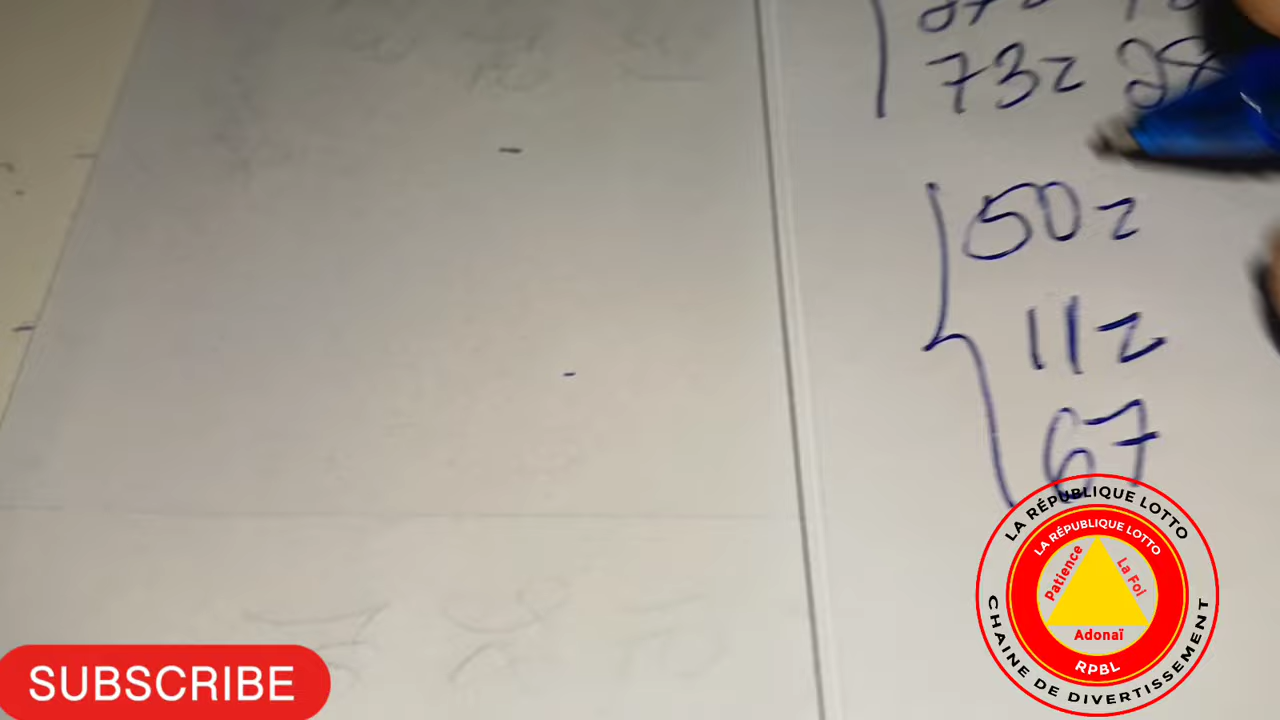 73z 28
50z
11z
67
LA RÉPUBLIQUE LOTTO
LA RÉPUBLIQUE LOTTO
Patience
La Foi
Adonaï
RPBL
CHAINE DE DIVERTISSEMENT
SUBSCRIBE